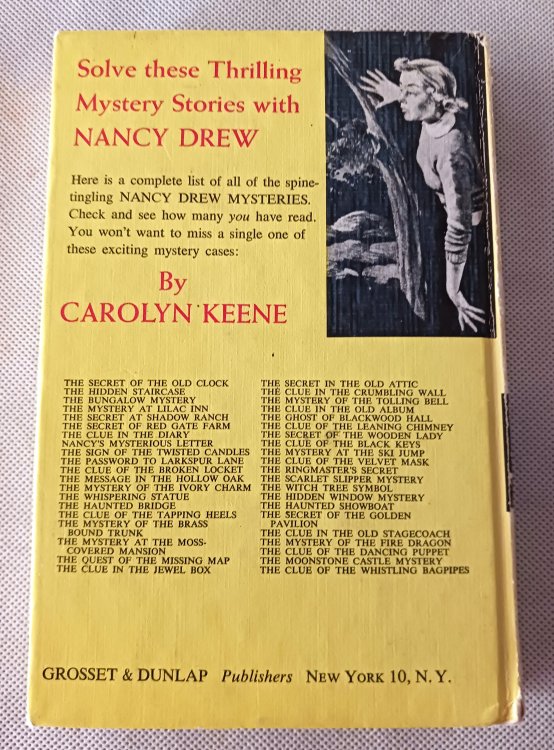 Solve these Thrilling
Mystery Stories with
NANCY DREW
Here is a complete list of all of the spine-
tingling NANCY DREW MYSTERIES.
Check and see how many you have read.
You won't want to miss a single one of
these exciting mystery cases:
By
CAROLYN KEENE
THE SECRET OF THE OLD CLOCK
THE HIDDEN STAIRCASE
THE BUNGALOW MYSTERY
THE MYSTERY AT LILAC INN
THE SECRET AT SHADOW RANCH
THE SECRET OF RED GATE FARM
THE CLUE IN THE DIARY
NANCY'S MYSTERIOUS LETTER
THE SIGN OF THE TWISTED CANDLES
THE PASSWORD TO LARKSPUR LANE
THE CLUE OF THE BROKEN LOCKET
THE MESSAGE IN THE HOLLOW OAK
THE MYSTERY OF THE IVORY CHARM
THE WHISPERING STATUE
THE HAUNTED BRIDGE
THE CLUE OF THE TAPPING HEELS
THE MYSTERY OF THE BRASS
BOUND TRUNK
THE MYSTERY AT THE MOSS-
COVERED MANSION
THE QUEST OF THE MISSING MAP
THE CLUE IN THE JEWEL BOX
THE SECRET IN THE OLD ATTIC
THE CLUE IN THE CRUMBLING WALL
THE MYSTERY OF THE TOLLING BELL
THE CLUE IN THE OLD ALBUM
THE GHOST OF BLACKWOOD HALL
THE CLUE OF THE LEANING CHIMNEY
THE SECRET OF THE WOODEN LADY
THE CLUE OF THE BLACK KEYS
THE MYSTERY AT THE SKI JUMP
THE CLUE OF THE VELVET MASK
THE RINGMASTER'S SECRET
THE SCARLET SLIPPER MYSTERY
THE WITCH TREE SYMBOL
THE HIDDEN WINDOW MYSTERY
THE HAUNTED SHOWBOAT
THE SECRET OF THE GOLDEN
PAVILION
THE CLUE IN THE OLD STAGECOACH
THE MYSTERY OF THE FIRE DRAGON
THE CLUE OF THE DANCING PUPPET
THE MOONSTONE CASTLE MYSTERY
THE CLUE OF THE WHISTLING BAGPIPES
GROSSET & DUNLAP Publishers NEW YORK 10, N. Y.